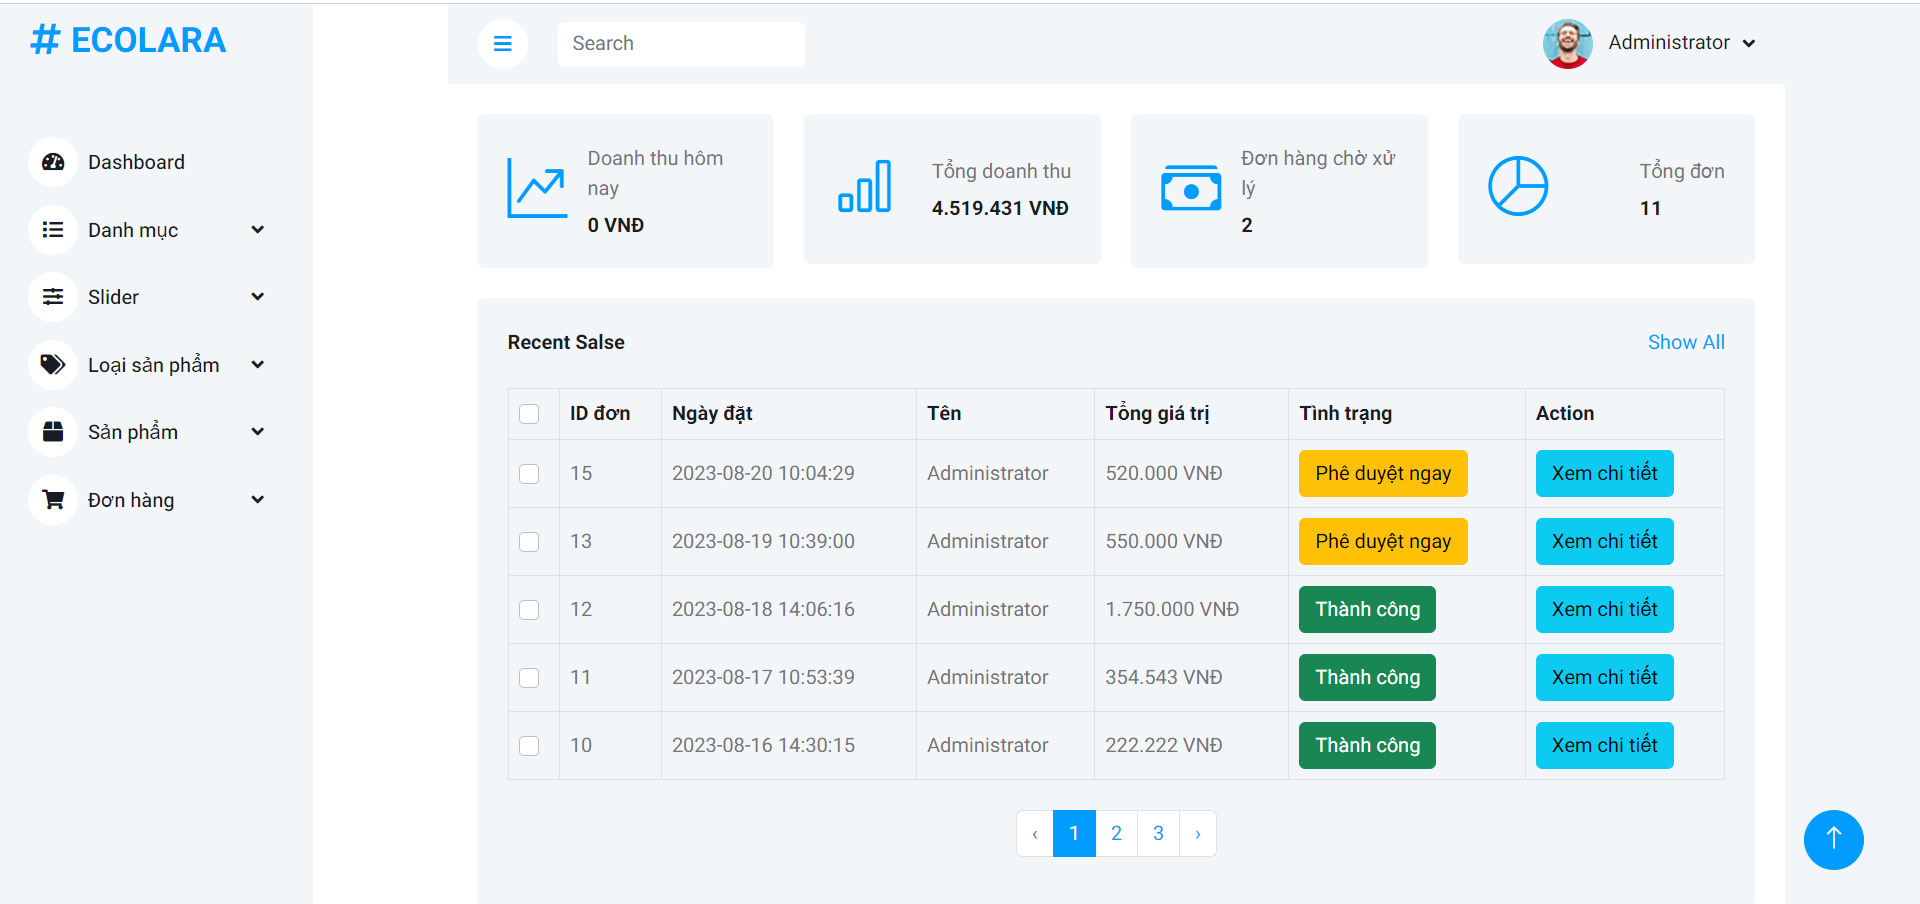 # ECOLARA
Search
Administrator
Dashboard
Danh mục
Slider
Loại sản phẩm
Sản phẩm
Đơn hàng
Doanh thu hôm
nay
0 VNĐ
Tổng doanh thu
4.519.431 VNĐ
Đơn hàng chờ xử
lý
2
Tổng đơn
11
Recent Salse
Show All
ID đơn Ngày đặt Tên Tổng giá trị Tình trạng Action
15 2023-08-20 10:04:29 Administrator 520.000 VNĐ Phê duyệt ngay Xem chi tiết
13 2023-08-19 10:39:00 Administrator 550.000 VNĐ Phê duyệt ngay Xem chi tiết
12 2023-08-18 14:06:16 Administrator 1.750.000 VNĐ Thành công Xem chi tiết
11 2023-08-17 10:53:39 Administrator 354.543 VNĐ Thành công Xem chi tiết
10 2023-08-16 14:30:15 Administrator 222.222 VNĐ Thành công Xem chi tiết
‹ 1 2 3 ›